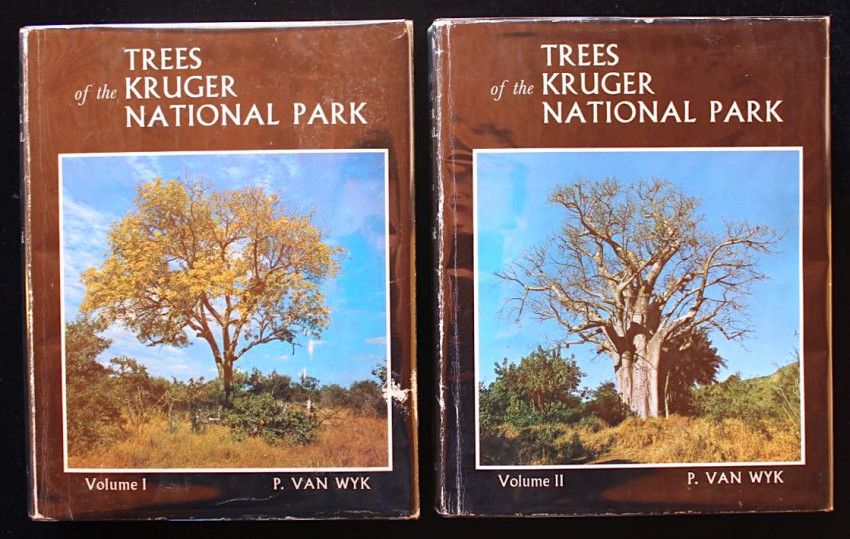 TREES
of the KRUGER
NATIONAL PARK
Volume I
P. VAN WYK
TREES
of the KRUGER
NATIONAL PARK
Volume II
P. VAN WYK